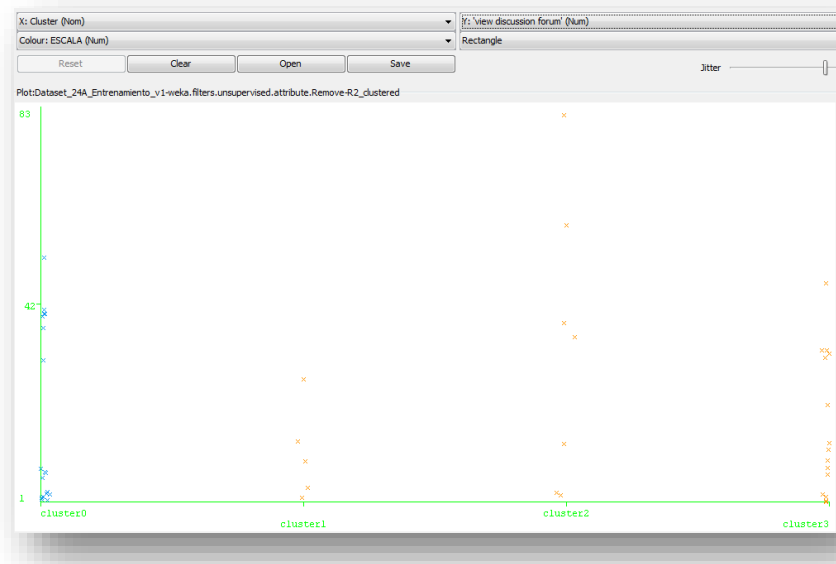 X: Cluster (Nom)
Y: 'view discussion forum' (Num)
Colour: ESCALA (Num)
Rectangle
Reset
Clear
Open
Save
Jitter
Plot:Dataset_24A_Entrenamiento_v1-weka.filters.unsupervised.attribute.Remove-R2_clustered
83
42
1
cluster0
cluster1
cluster2
cluster3